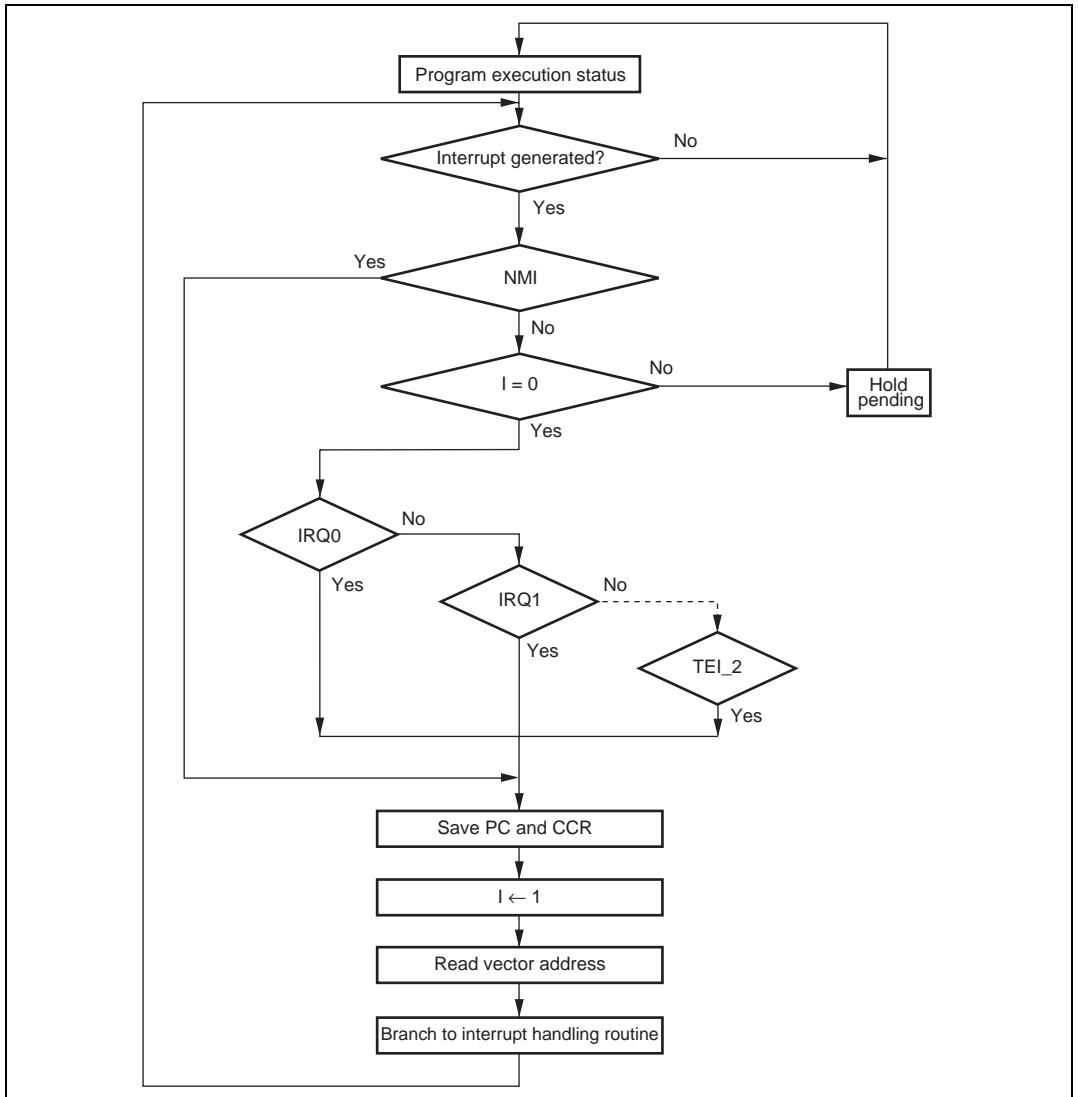 Program execution status
Interrupt generated?
No
Yes
Yes
NMI
No
I = 0
No
Hold
pending
Yes
IRQ0
No
Yes
IRQ1
No
Yes
TEI_2
Yes
Save PC and CCR
I ← 1
Read vector address
Branch to interrupt handling routine